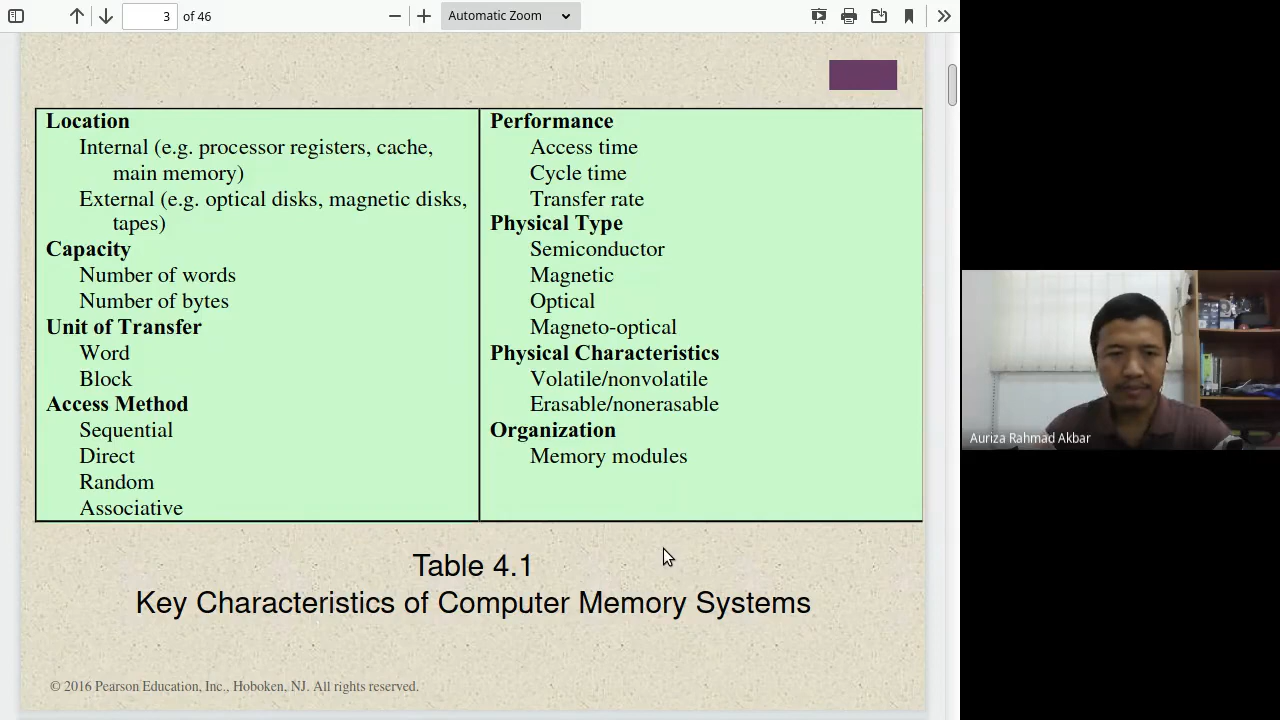 3 of 46
Automatic Zoom
Location
Internal (e.g. processor registers, cache,
main memory)
External (e.g. optical disks, magnetic disks,
tapes)
Capacity
Number of words
Number of bytes
Unit of Transfer
Word
Block
Access Method
Sequential
Direct
Random
Associative
Performance
Access time
Cycle time
Transfer rate
Physical Type
Semiconductor
Magnetic
Optical
Magneto-optical
Physical Characteristics
Volatile/nonvolatile
Erasable/nonerasable
Organization
Memory modules
Table 4.1
Key Characteristics of Computer Memory Systems
© 2016 Pearson Education, Inc., Hoboken, NJ. All rights reserved.
Auriza Rahmad Akbar